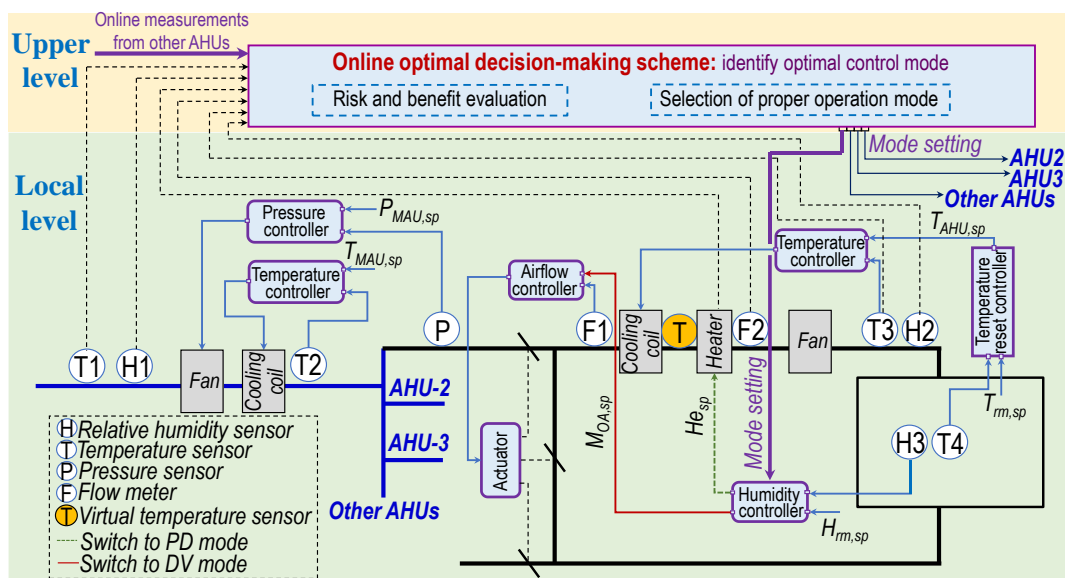 Online measurements
from other AHUs
Upper
level
Online optimal decision-making scheme: identify optimal control mode
Risk and benefit evaluation
Selection of proper operation mode
Mode setting
AHU2
AHU3
Other AHUs
Local
level
Pressure
controller
P_MAU,sp
T_MAU,sp
Temperature
controller
Airflow
controller
Temperature
controller
T_AHU,sp
Temperature
reset controller
T1
H1
Fan
Cooling
coil
T2
P
F1
Cooling
coil
T
Heater
F2
Fan
T3
H2
T_rm,sp
AHU-2
AHU-3
Other AHUs
Actuator
M_OA,sp
He_sp
Mode setting
H3
T4
Humidity
controller
H_rm,sp
H Relative humidity sensor
T Temperature sensor
P Pressure sensor
F Flow meter
T Virtual temperature sensor
Switch to PD mode
Switch to DV mode